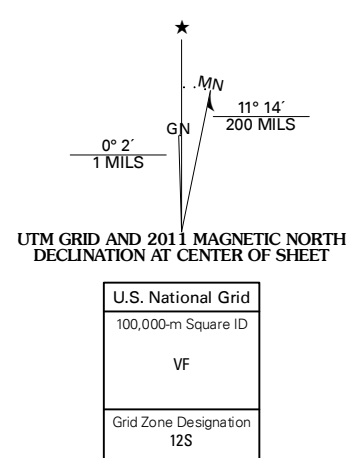 ★
MN
11° 14´
200 MILS
GN
0° 2´
1 MILS
UTM GRID AND 2011 MAGNETIC NORTH
DECLINATION AT CENTER OF SHEET
U.S. National Grid
100,000-m Square ID
VF
Grid Zone Designation
12S